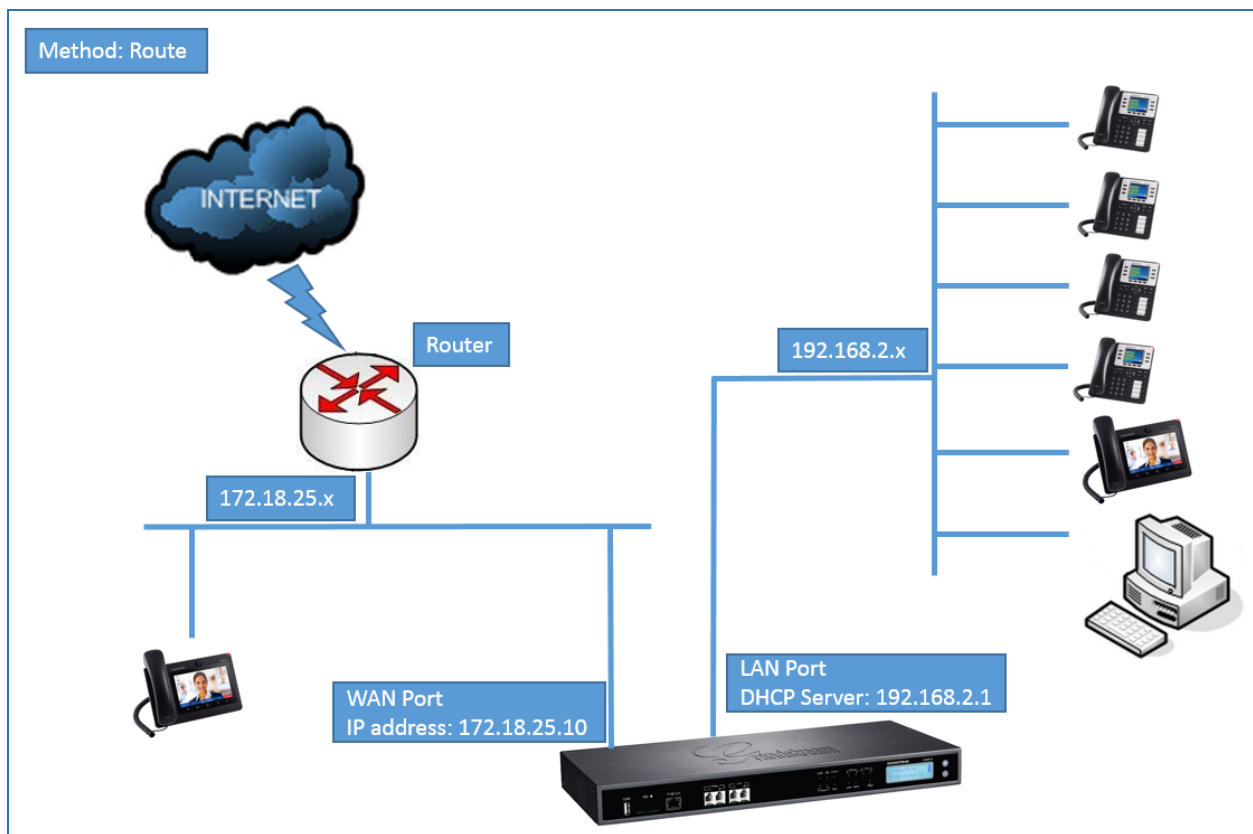 Method: Route
INTERNET
Router
192.168.2.x
172.18.25.x
LAN Port
DHCP Server: 192.168.2.1
WAN Port
IP address: 172.18.25.10
Grandstream